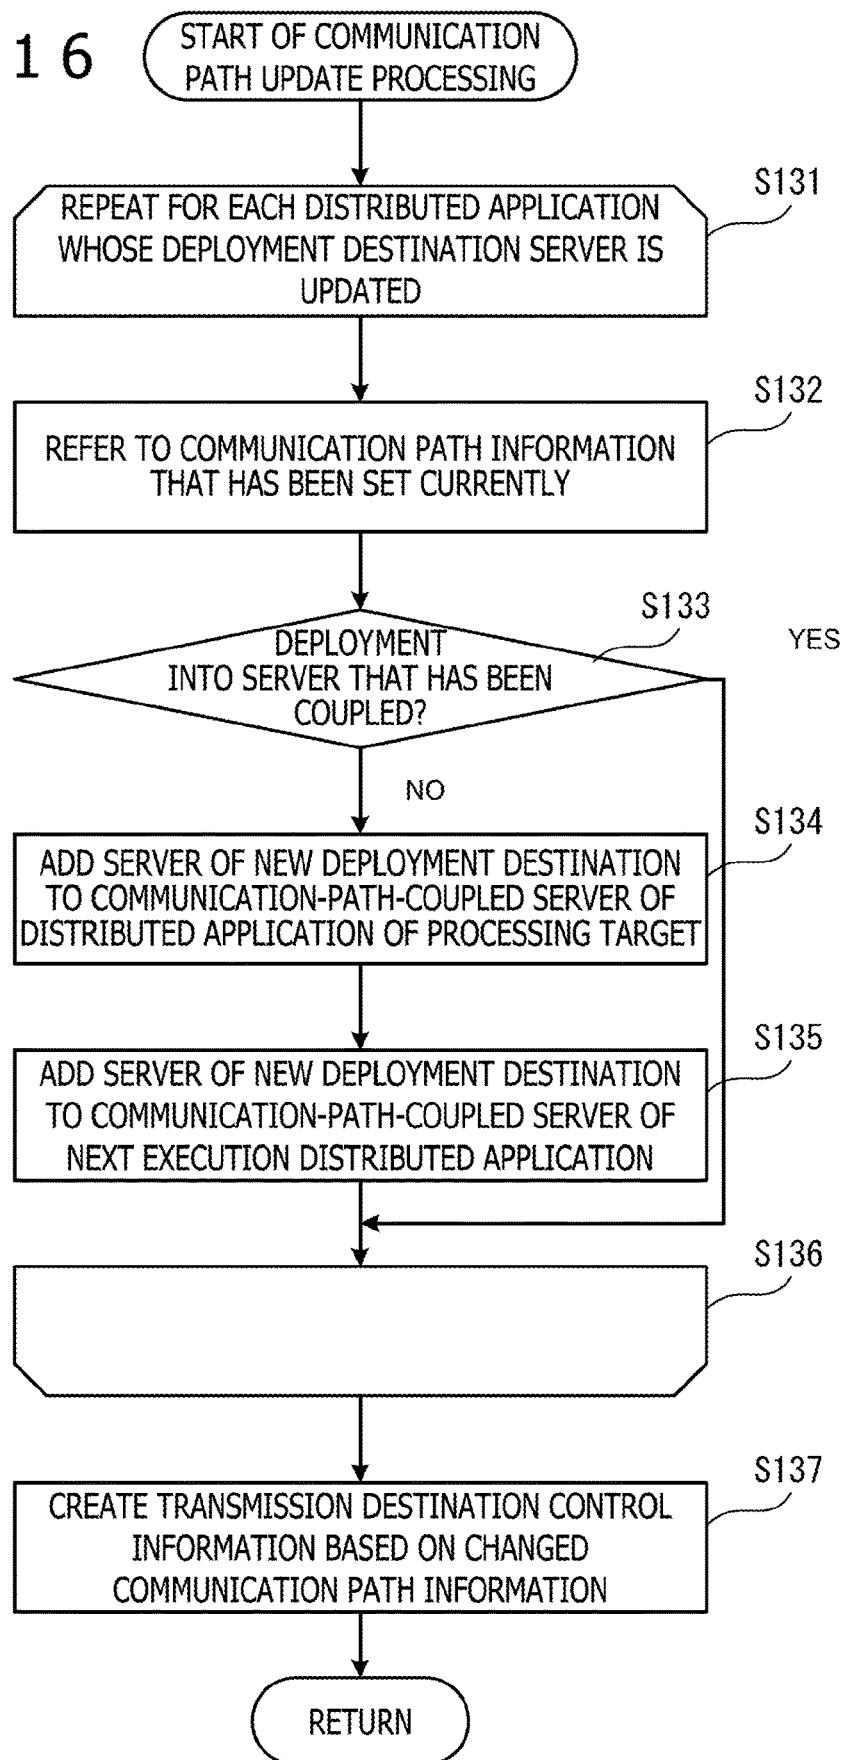 16
START OF COMMUNICATION
PATH UPDATE PROCESSING
S131
REPEAT FOR EACH DISTRIBUTED APPLICATION
WHOSE DEPLOYMENT DESTINATION SERVER IS
UPDATED
S132
REFER TO COMMUNICATION PATH INFORMATION
THAT HAS BEEN SET CURRENTLY
S133
YES
DEPLOYMENT
INTO SERVER THAT HAS BEEN
COUPLED?
NO
S134
ADD SERVER OF NEW DEPLOYMENT DESTINATION
TO COMMUNICATION-PATH-COUPLED SERVER OF
DISTRIBUTED APPLICATION OF PROCESSING TARGET
S135
ADD SERVER OF NEW DEPLOYMENT DESTINATION
TO COMMUNICATION-PATH-COUPLED SERVER OF
NEXT EXECUTION DISTRIBUTED APPLICATION
S136
S137
CREATE TRANSMISSION DESTINATION CONTROL
INFORMATION BASED ON CHANGED
COMMUNICATION PATH INFORMATION
RETURN